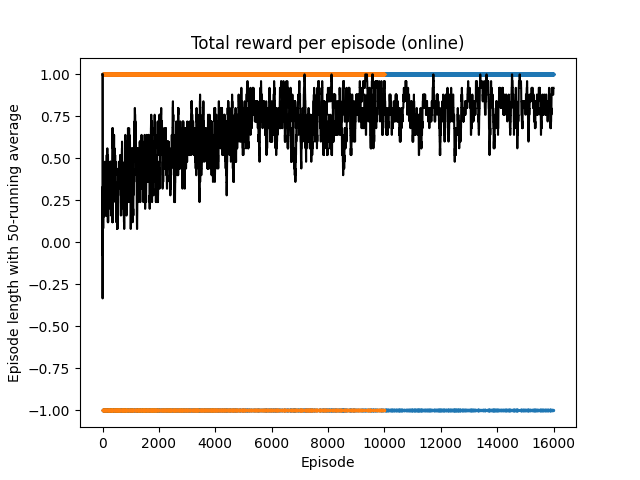 Total reward per episode (online)
Episode length with 50-running average
1.00
0.75
0.50
0.25
0.00
−0.25
−0.50
−0.75
−1.00
0 2000 4000 6000 8000 10000 12000 14000 16000
Episode